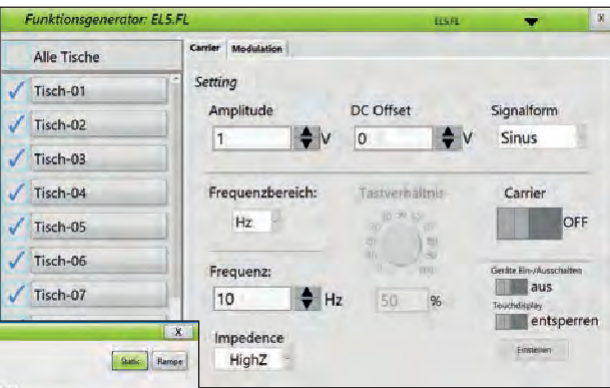 Funktionsgenerator: EL5.FL
EL5.FL
X
Alle Tische
Tisch-01
Tisch-02
Tisch-03
Tisch-04
Tisch-05
Tisch-06
Tisch-07
Carrier Modulation
Setting
Amplitude DC Offset Signalform
1 V 0 V Sinus
Frequenzbereich: Tastverhältnis Carrier
Hz OFF
Frequenz:
10 Hz 50 %
Geräte Ein-/Ausschalten
aus
Touchdisplay
entsperren
Impedence
HighZ
Einstellen
X
Static Rampe